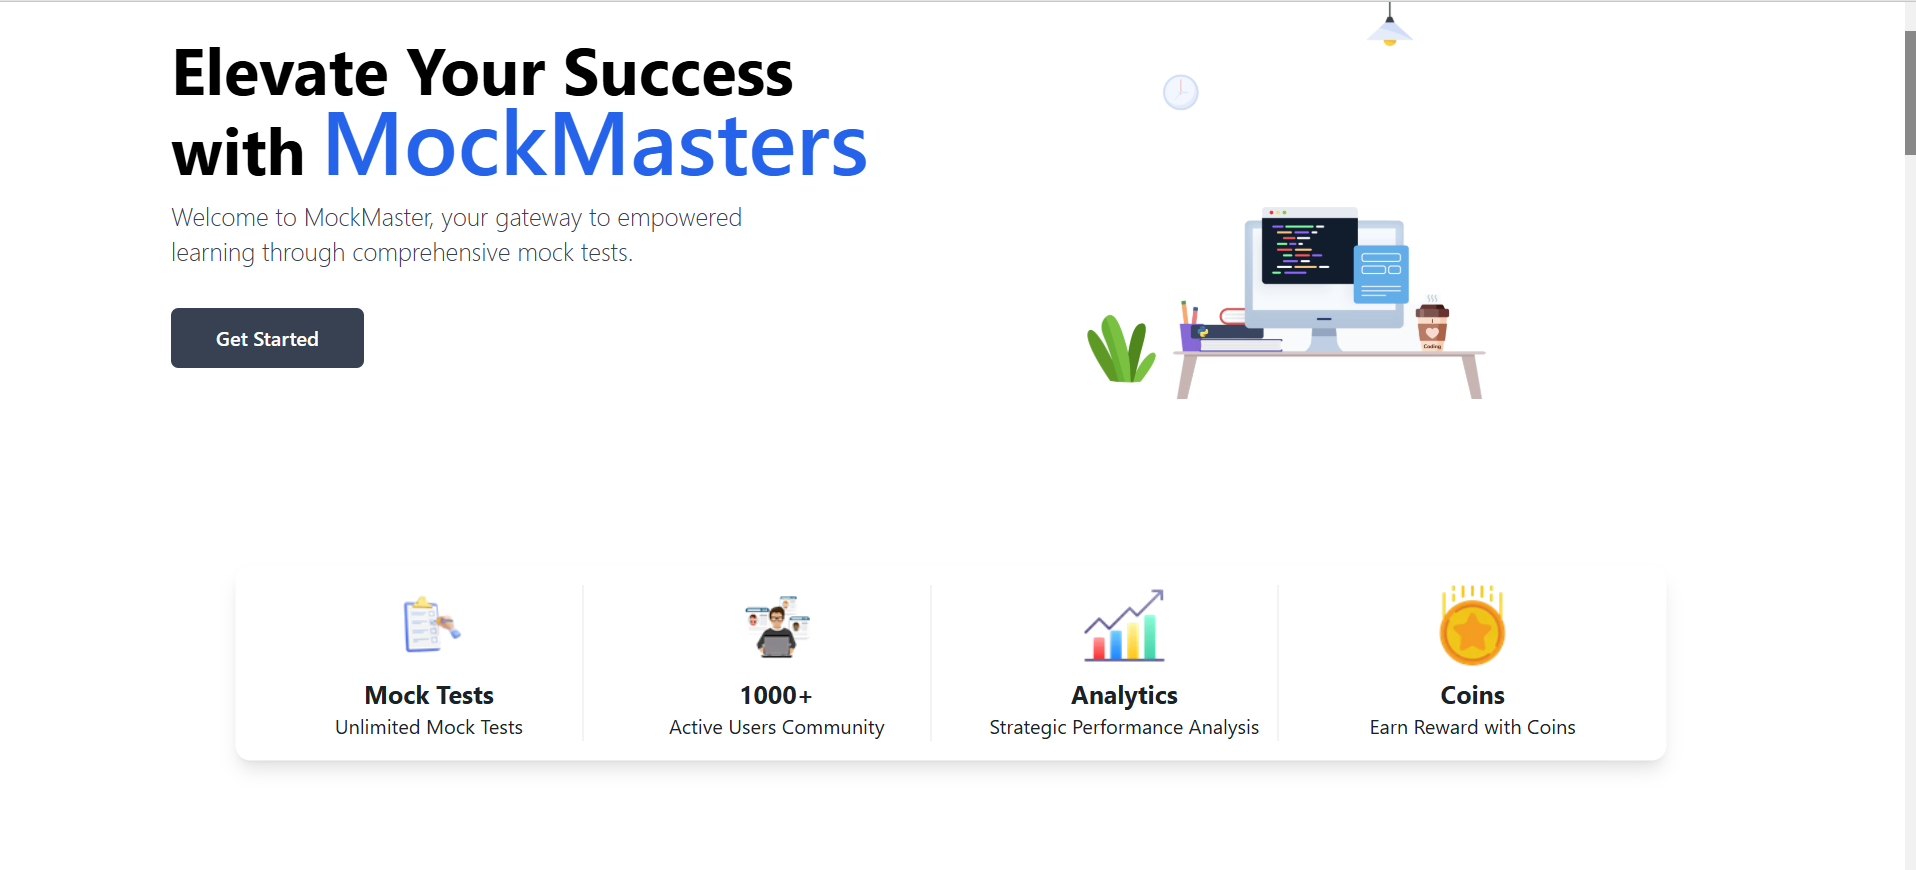 Elevate Your Success
with MockMasters
Welcome to MockMaster, your gateway to empowered
learning through comprehensive mock tests.
Get Started
Coding
Mock Tests
Unlimited Mock Tests
1000+
Active Users Community
Analytics
Strategic Performance Analysis
Coins
Earn Reward with Coins